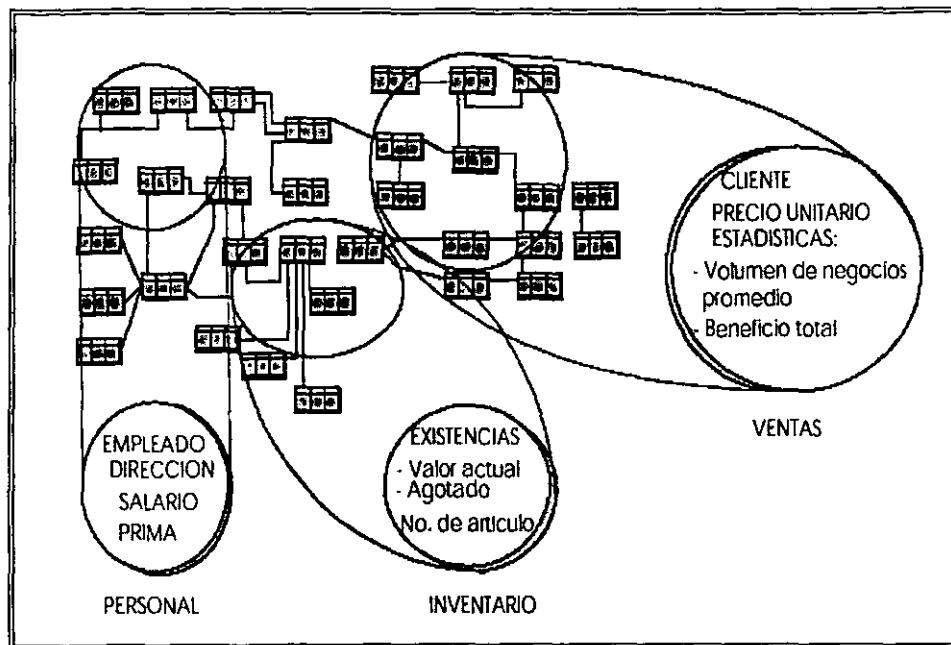 CLIENTE
PRECIO UNITARIO
ESTADISTICAS:
- Volumen de negocios
promedio
- Beneficio total
VENTAS
EMPLEADO
DIRECCION
SALARIO
PRIMA
PERSONAL
EXISTENCIAS
- Valor actual
- Agotado
No. de artículo
INVENTARIO